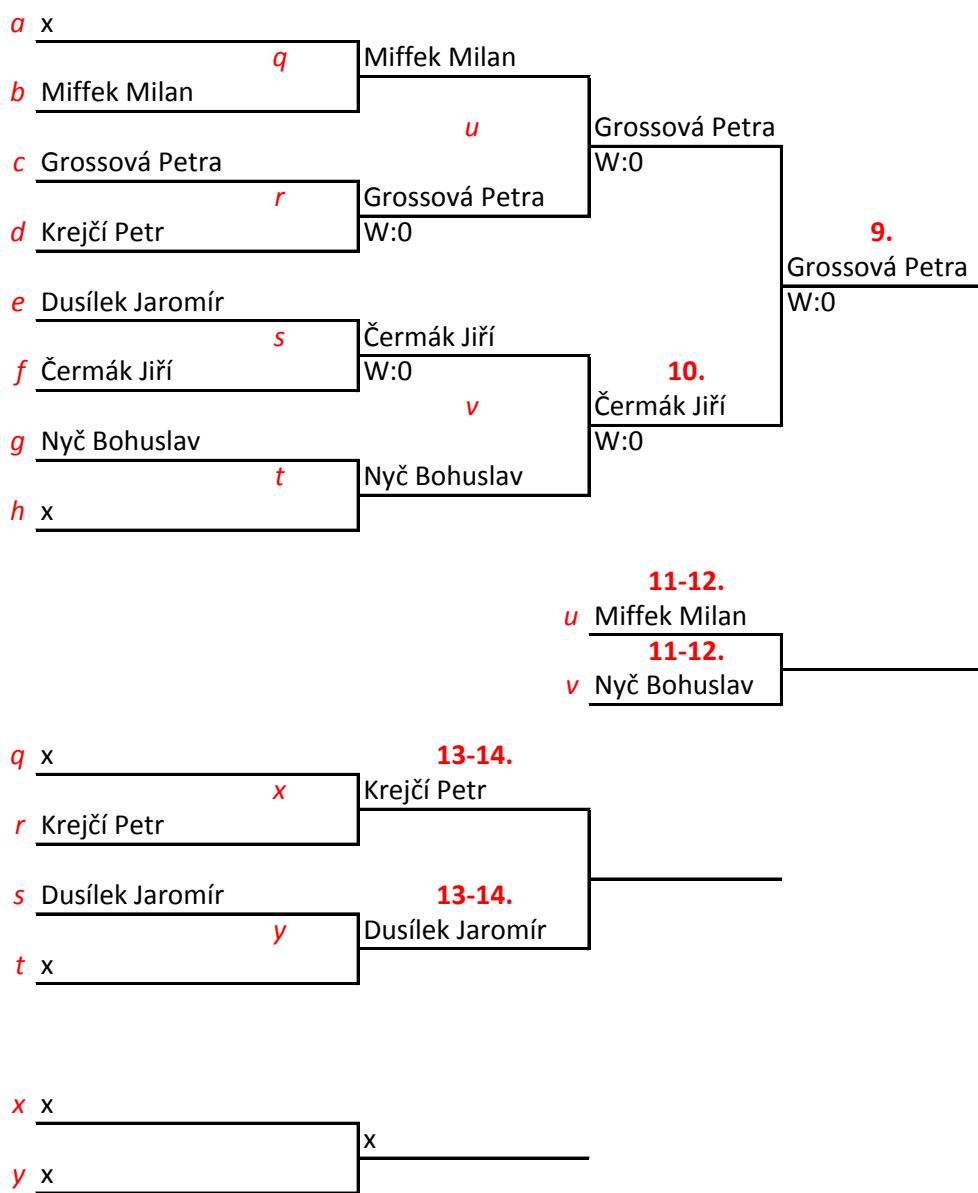 a x
q Miffek Milan
b Miffek Milan
u Grossová Petra
c Grossová Petra
W:0
r Grossová Petra
d Krejčí Petr
W:0
9.
Grossová Petra
e Dusílek Jaromír
W:0
s Čermák Jiří
f Čermák Jiří
W:0
10.
v Čermák Jiří
g Nyč Bohuslav
W:0
t Nyč Bohuslav
h x
11-12.
u Miffek Milan
11-12.
v Nyč Bohuslav
q x
13-14.
x Krejčí Petr
r Krejčí Petr
s Dusílek Jaromír
13-14.
y Dusílek Jaromír
t x
x x
x
y x